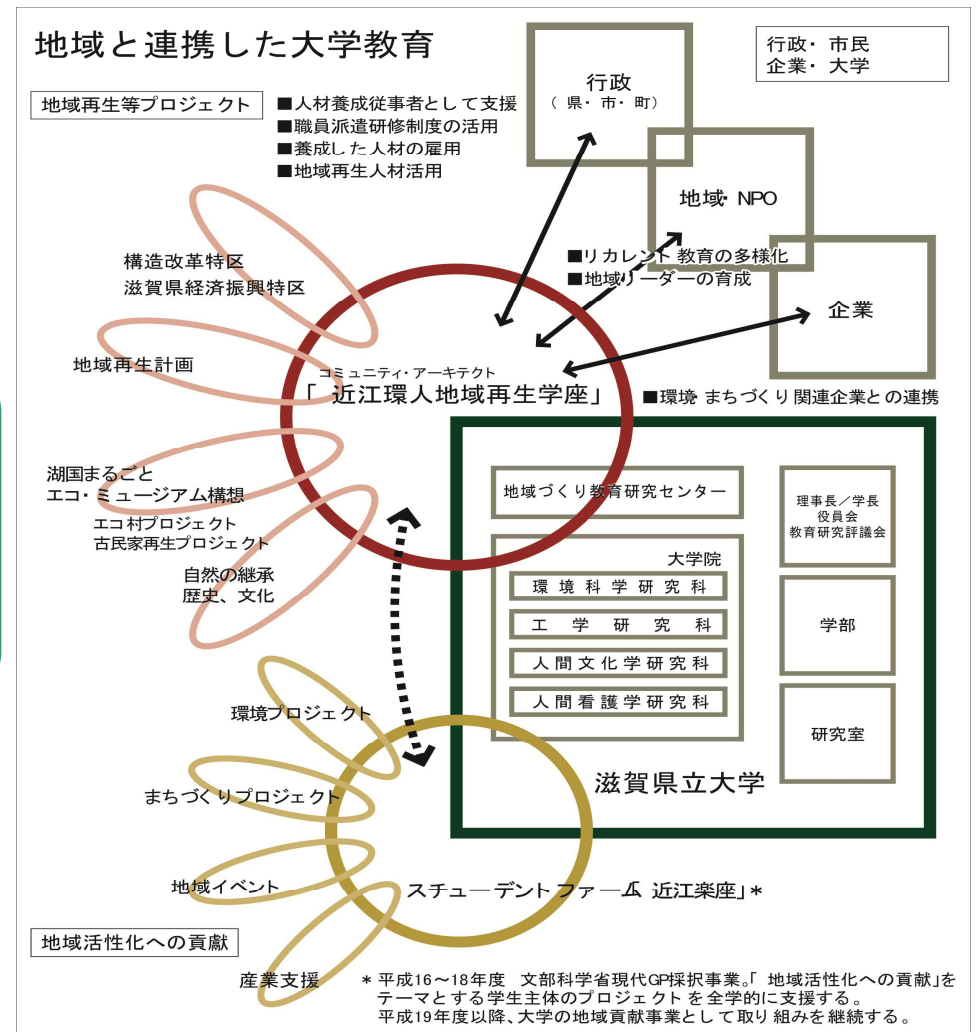 地域と連携した大学教育
行政・市民
企業・大学
地域再生等プロジェクト
■人材養成従事者として支援
■職員派遣研修制度の活用
■養成した人材の雇用
■地域再生人材活用
行政
(県・市・町)
地域・NPO
企業
■リカレント教育の多様化
■地域リーダーの育成
構造改革特区
滋賀県経済振興特区
地域再生計画
コミュニティ・アーキテクト
「近江環人地域再生学座」
■環境・まちづくり関連企業との連携
湖国まるごと
エコ・ミュージアム構想
エコ村プロジェクト
古民家再生プロジェクト
自然の継承
歴史、文化
地域づくり教育研究センター
大学院
環境科学研究科
工学研究科
人間文化学研究科
人間看護学研究科
理事長／学長
役員会
教育研究評議会
学部
研究室
滋賀県立大学
環境プロジェクト
まちづくりプロジェクト
地域イベント
産業支援
スチューデントファーム 近江楽座」*
地域活性化への貢献
* 平成16～18年度 文部科学省現代GP採択事業。「地域活性化への貢献」を
テーマとする学生主体のプロジェクトを全学的に支援する。
平成19年度以降、大学の地域貢献事業として取り組みを継続する。